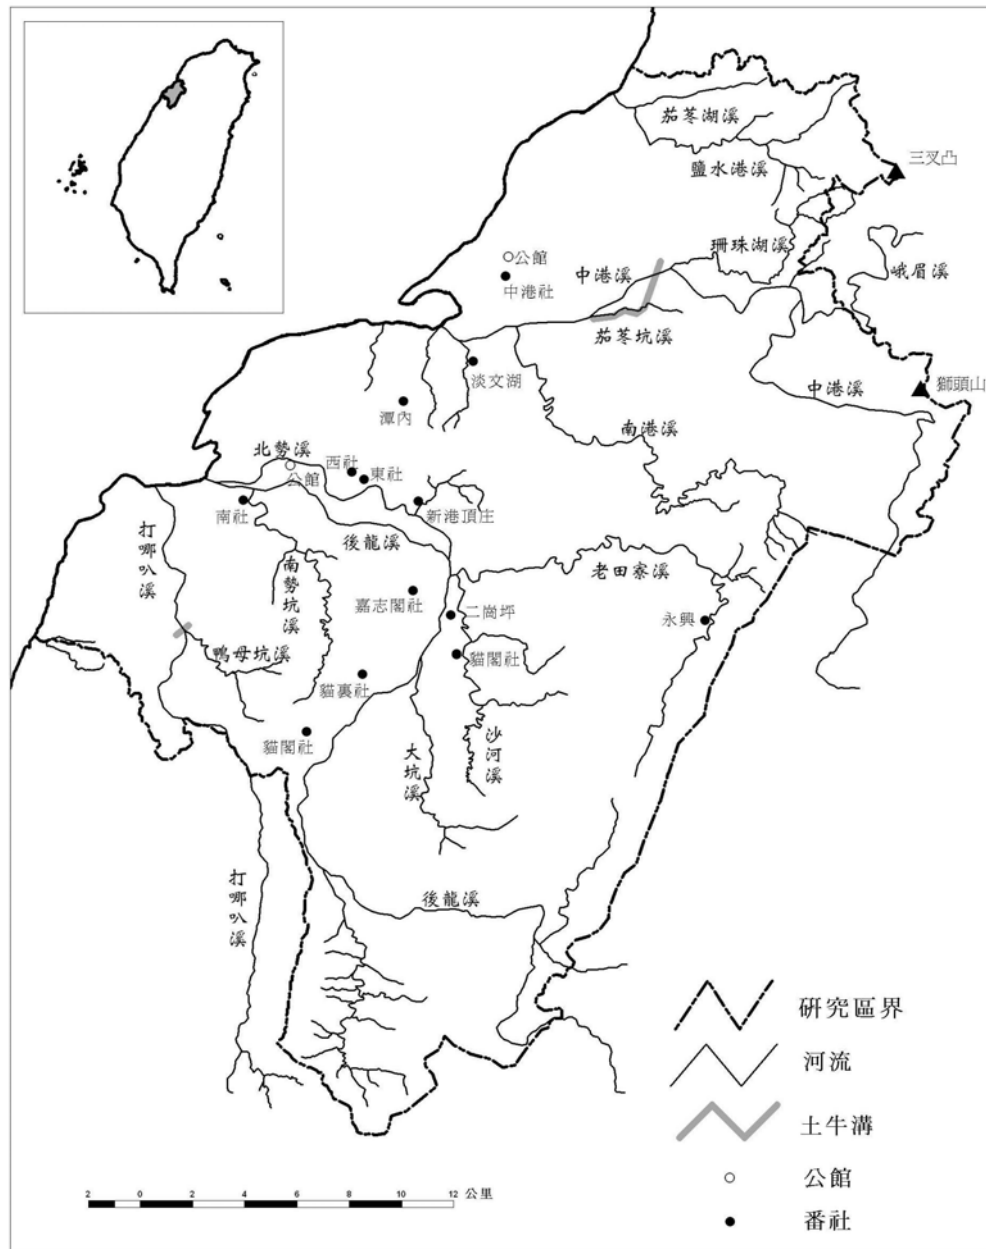 茄苳湖溪
鹽水港溪
三叉凸
珊珠湖溪
峨眉溪
公館
中港社
中港溪
茄苳坑溪
淡文湖
中港溪
獅頭山
潭內
南港溪
北勢溪
公館
西社
東社
南社
新港頂庄
打哪叭溪
後龍溪
南勢坑溪
老田寮溪
嘉志閣社
二崗坪
永興
鴨母坑溪
貓閣社
貓裏社
貓閣社
大坑溪
沙河溪
打哪叭溪
後龍溪
研究區界
河流
土牛溝
公館
番社
2 0 2 4 6 8 10 12 公里